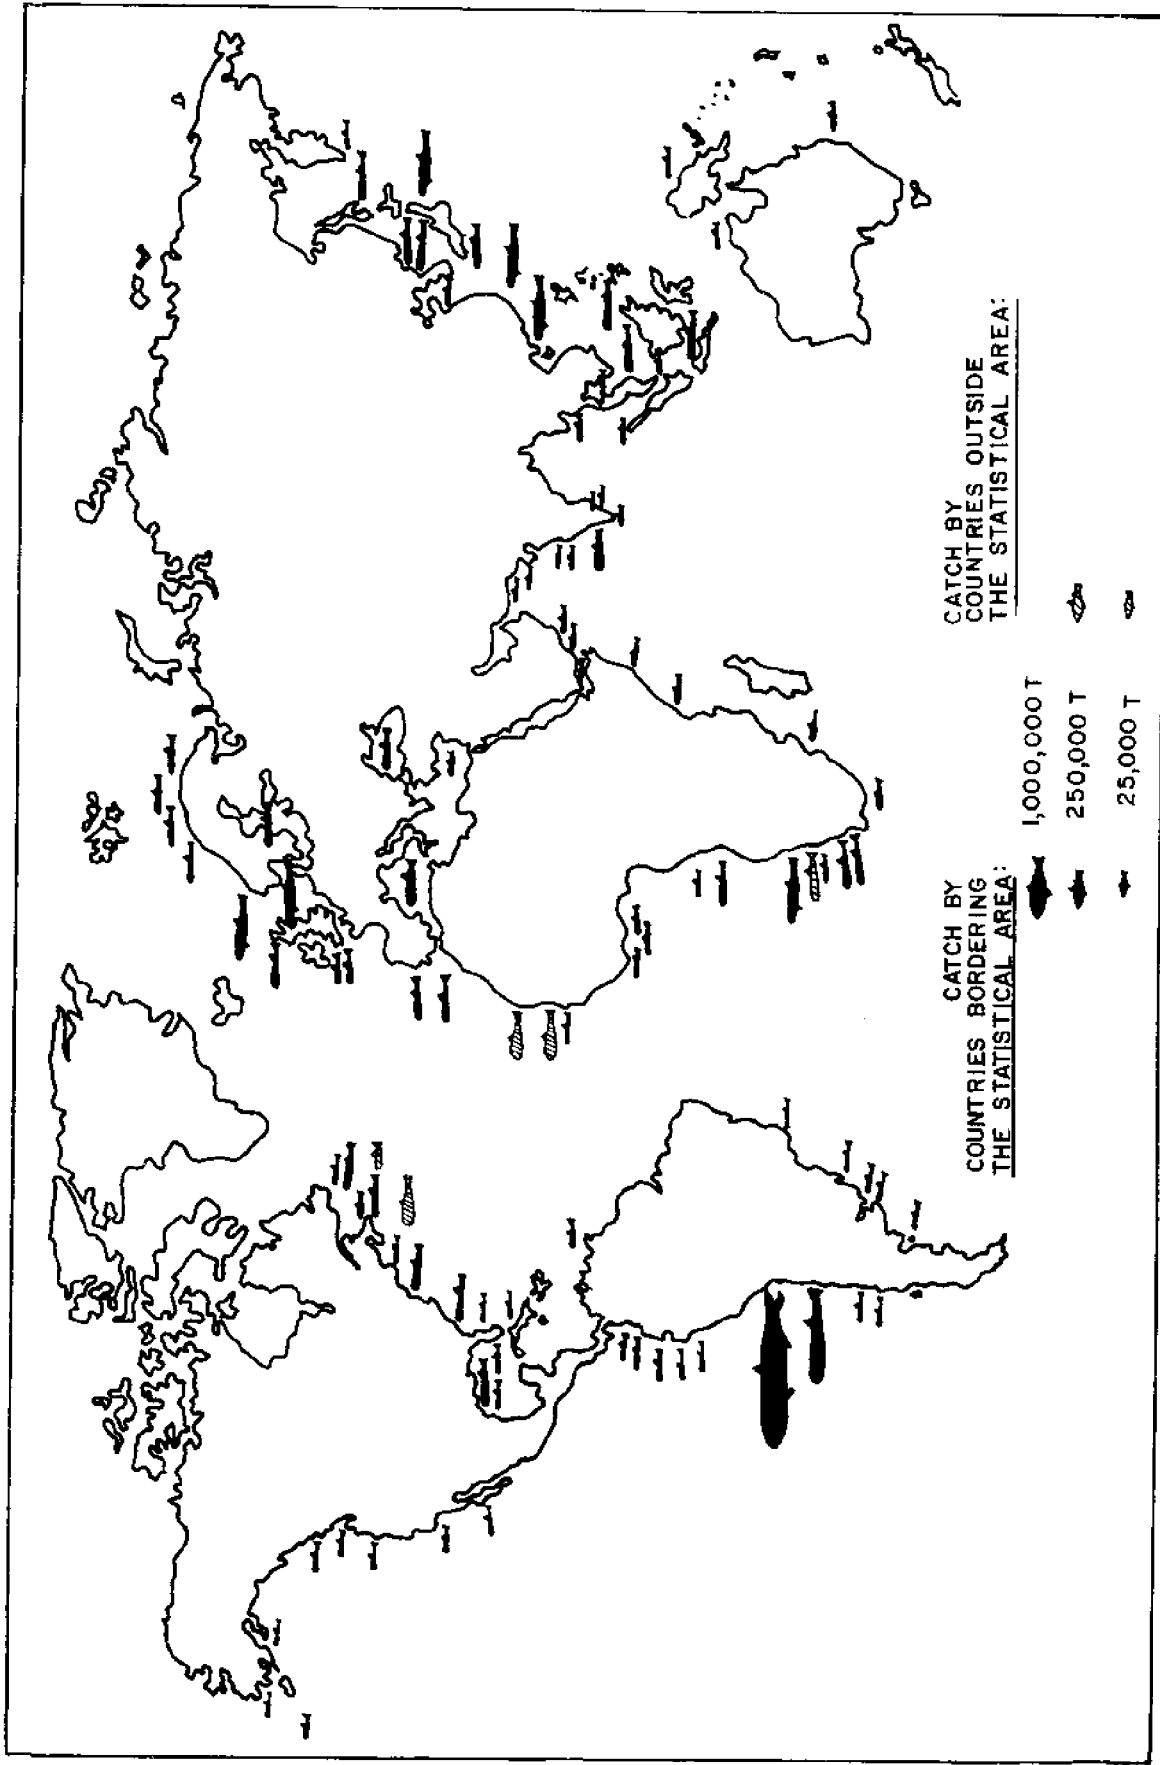 CATCH BY
COUNTRIES BORDERING
THE STATISTICAL AREA:
CATCH BY
COUNTRIES OUTSIDE
THE STATISTICAL AREA:
1,000,000 T
250,000 T
25,000 T